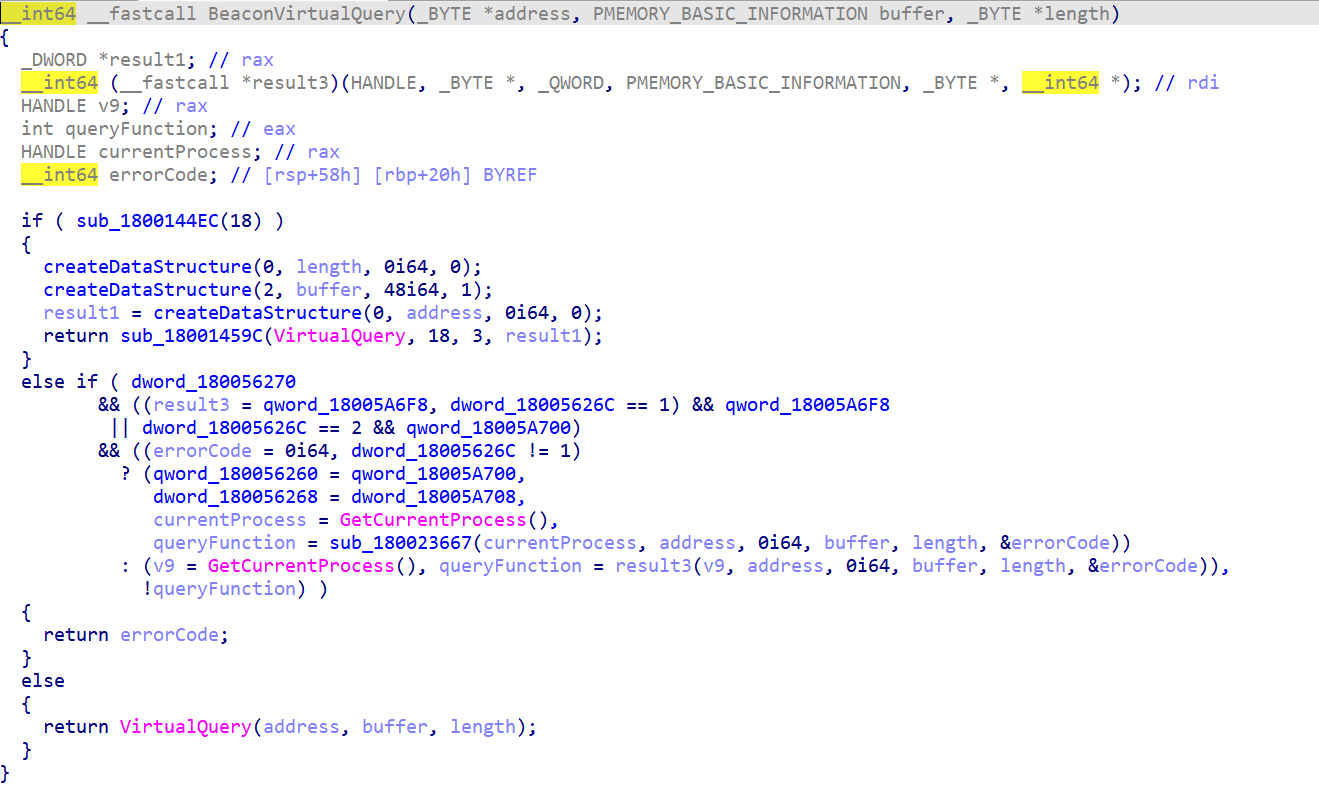 __int64 __fastcall BeaconVirtualQuery(_BYTE *address, PMEMORY_BASIC_INFORMATION buffer, _BYTE *length)
{
  _DWORD *result1; // rax
  __int64 (__fastcall *result3)(HANDLE, _BYTE *, _QWORD, PMEMORY_BASIC_INFORMATION, _BYTE *, __int64 *); // rdi
  HANDLE v9; // rax
  int queryFunction; // eax
  HANDLE currentProcess; // rax
  __int64 errorCode; // [rsp+58h] [rbp+20h] BYREF

  if ( sub_1800144EC(18) )
  {
    createDataStructure(0, length, 0i64, 0);
    createDataStructure(2, buffer, 48i64, 1);
    result1 = createDataStructure(0, address, 0i64, 0);
    return sub_18001459C(VirtualQuery, 18, 3, result1);
  }
  else if ( dword_180056270
         && ((result3 = qword_18005A6F8, dword_18005626C == 1) && qword_18005A6F8
          || dword_18005626C == 2 && qword_18005A700)
         && ((errorCode = 0i64, dword_18005626C != 1)
           ? (qword_180056260 = qword_18005A700,
              dword_180056268 = dword_18005A708,
              currentProcess = GetCurrentProcess(),
              queryFunction = sub_180023667(currentProcess, address, 0i64, buffer, length, &errorCode))
           : (v9 = GetCurrentProcess(), queryFunction = result3(v9, address, 0i64, buffer, length, &errorCode)),
             !queryFunction) )
  {
    return errorCode;
  }
  else
  {
    return VirtualQuery(address, buffer, length);
  }
}